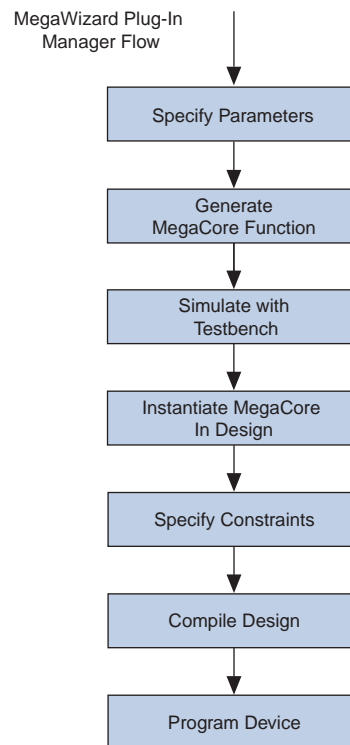 MegaWizard Plug-In
Manager Flow
Specify Parameters
Generate
MegaCore Function
Simulate with
Testbench
Instantiate MegaCore
In Design
Specify Constraints
Compile Design
Program Device